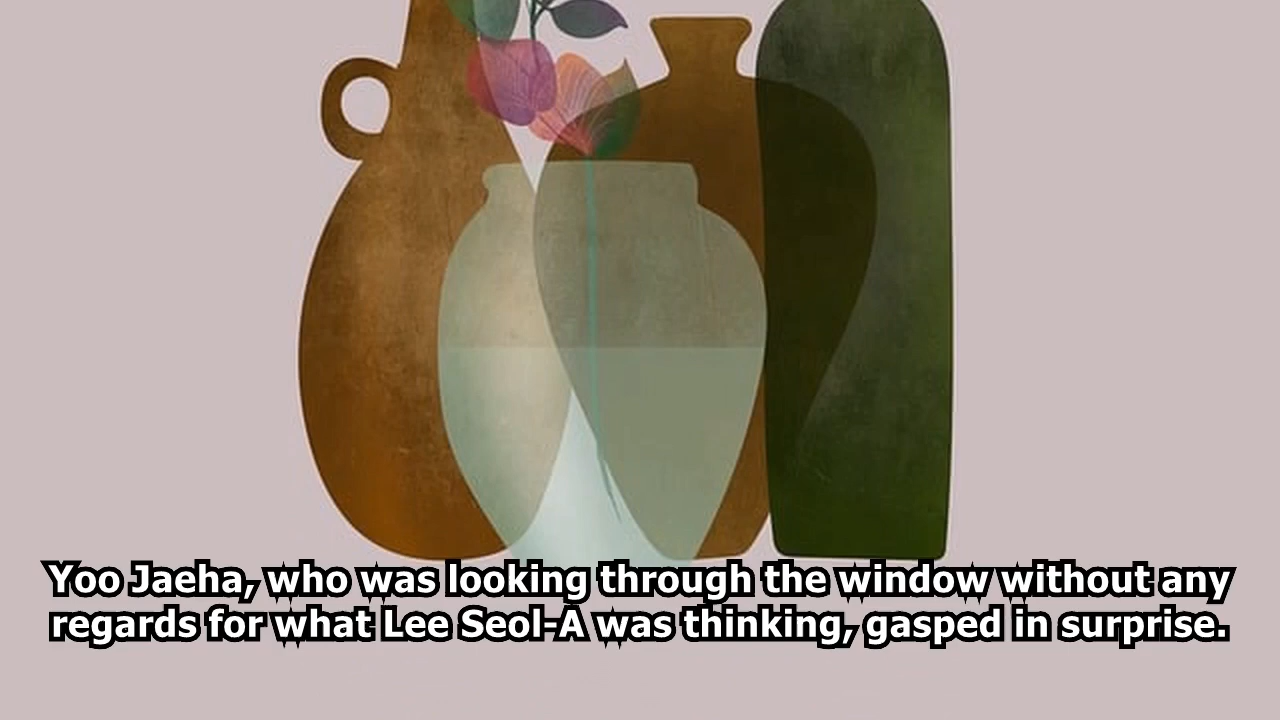 Yoo Jaeha, who was looking through the window without any
regards for what Lee Seol-A was thinking, gasped in surprise.